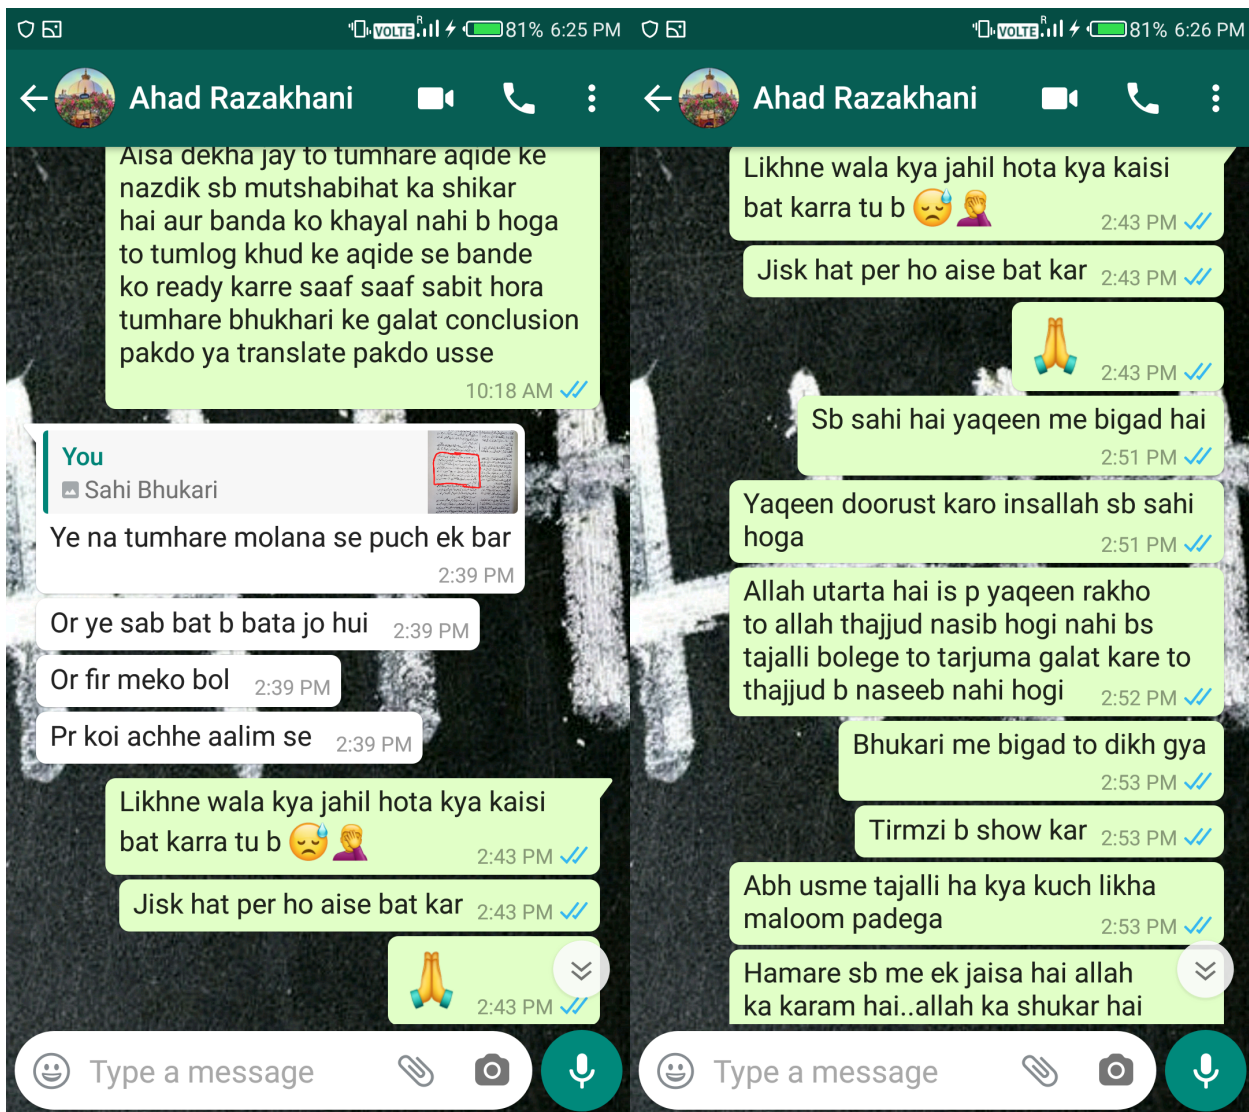 VOLTE R 81% 6:25 PM
Ahad Razakhani
Aisa dekha jay to tumhare aqide ke
nazdik sb mutshabihat ka shikar
hai aur banda ko khayal nahi b hoga
to tumlog khud ke aqide se bande
ko ready karre saaf saaf sabit hora
tumhare bhukhari ke galat conclusion
pakdo ya translate pakdo usse
10:18 AM
You
Sahi Bhukari
Ye na tumhare molana se puch ek bar
2:39 PM
Or ye sab bat b bata jo hui 2:39 PM
Or fir meko bol 2:39 PM
Pr koi achhe aalim se 2:39 PM
Likhne wala kya jahil hota kya kaisi
bat karra tu b 😓🤦 2:43 PM
Jisk hat per ho aise bat kar 2:43 PM
🙏 2:43 PM
Type a message
VOLTE R 81% 6:26 PM
Ahad Razakhani
Likhne wala kya jahil hota kya kaisi
bat karra tu b 😓🤦 2:43 PM
Jisk hat per ho aise bat kar 2:43 PM
🙏 2:43 PM
Sb sahi hai yaqeen me bigad hai
2:51 PM
Yaqeen doorust karo insallah sb sahi
hoga 2:51 PM
Allah utarta hai is p yaqeen rakho
to allah thajjud nasib hogi nahi bs
tajalli bolege to tarjuma galat kare to
thajjud b naseeb nahi hogi 2:52 PM
Bhukari me bigad to dikh gya
2:53 PM
Tirmzi b show kar 2:53 PM
Abh usme tajalli ha kya kuch likha
maloom padega 2:53 PM
Hamare sb me ek jaisa hai allah
ka karam hai..allah ka shukar hai
Type a message